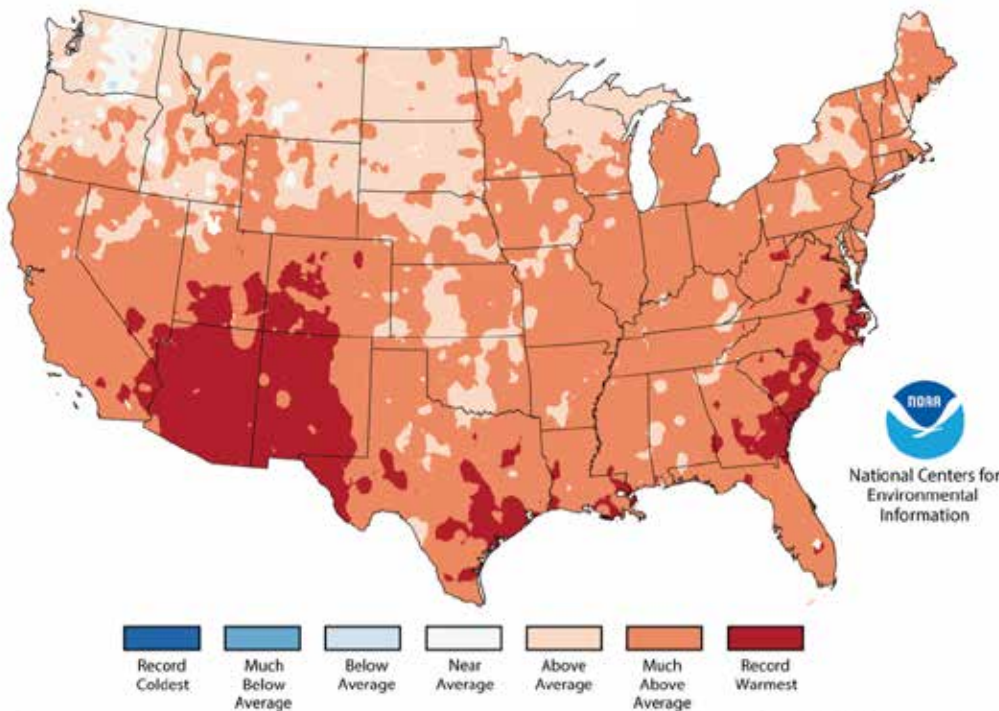 NOAA
National Centers for
Environmental
Information
Record
Coldest
Much
Below
Average
Below
Average
Near
Average
Above
Average
Much
Above
Average
Record
Warmest